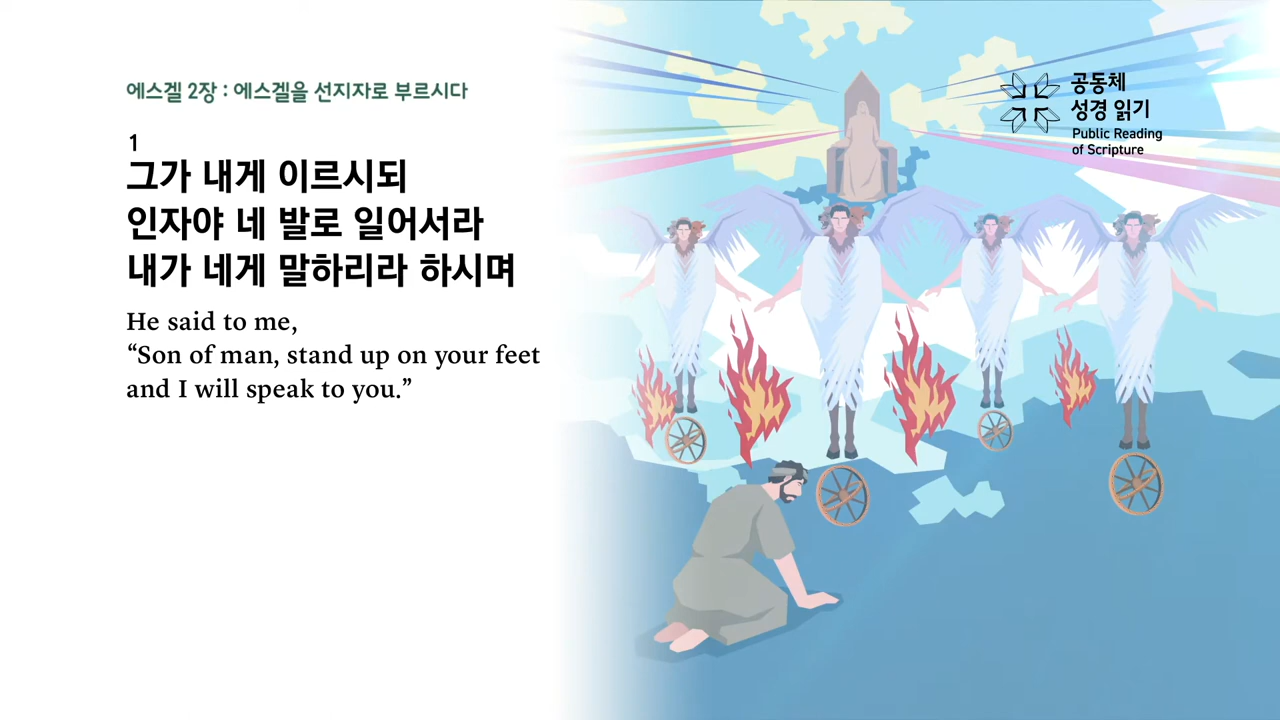 에스겔 2장 : 에스겔을 선지자로 부르시다
1
그가 내게 이르시되
인자야 네 발로 일어서라
내가 네게 말하리라 하시며
He said to me,
“Son of man, stand up on your feet
and I will speak to you.”
공동체
성경 읽기
Public Reading
of Scripture